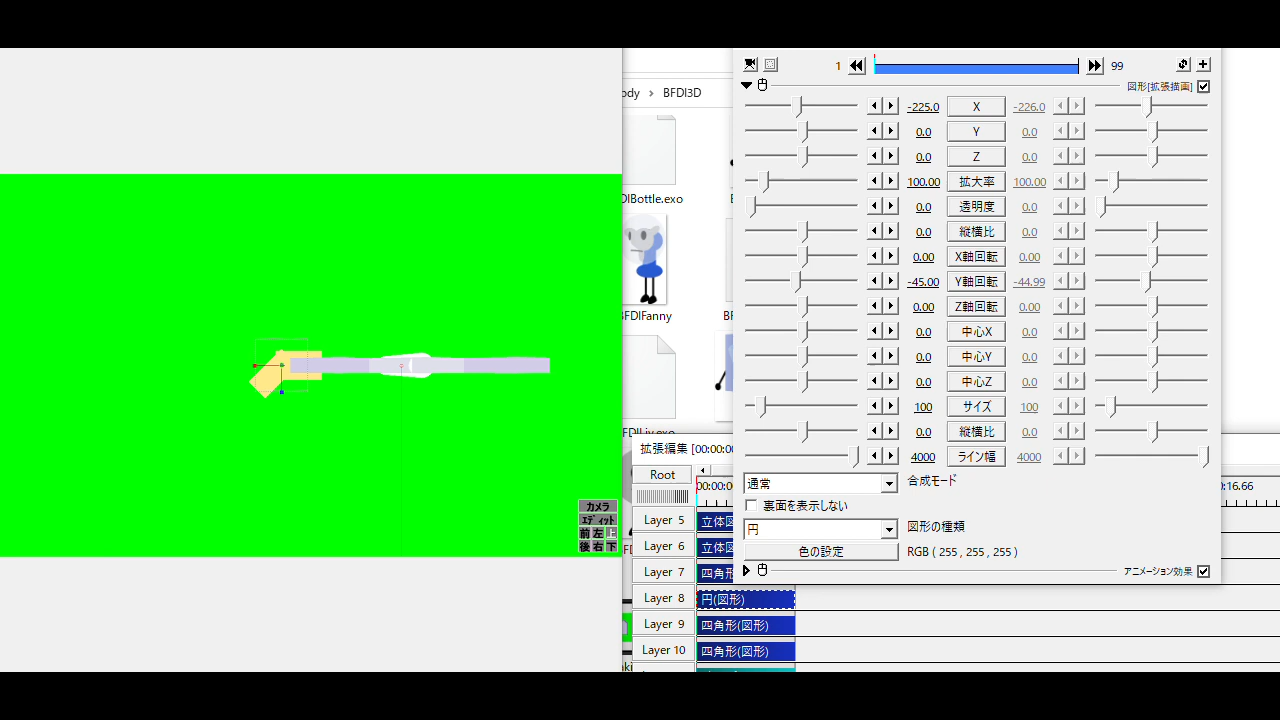 1
99
図形[拡張描画]
-225.0 X -226.0
0.0 Y 0.0
0.0 Z 0.0
100.00 拡大率 100.00
0.0 透明度 0.0
0.0 縦横比 0.0
0.00 X軸回転 0.00
-45.00 Y軸回転 -44.99
0.00 Z軸回転 0.00
0.0 中心X 0.0
0.0 中心Y 0.0
0.0 中心Z 0.0
100 サイズ 100
0.0 縦横比 0.0
4000 ライン幅 4000
通常 合成モード
裏面を表示しない
円 図形の種類
色の設定 RGB ( 255 , 255 , 255 )
アニメーション効果
ody › BFDI3D
DIBottle.exo
BFDIFanny
BF
FDILiy.exo
カメラ
ｴﾃﾞｨｯﾄ
前 左 上
後 右 下
拡張編集 [00:00:00
Root
00:00:00
0:16.66
Layer 5 立体図
Layer 6 立体図
Layer 7 四角形
Layer 8 円(図形)
Layer 9 四角形(図形)
Layer 10 四角形(図形)